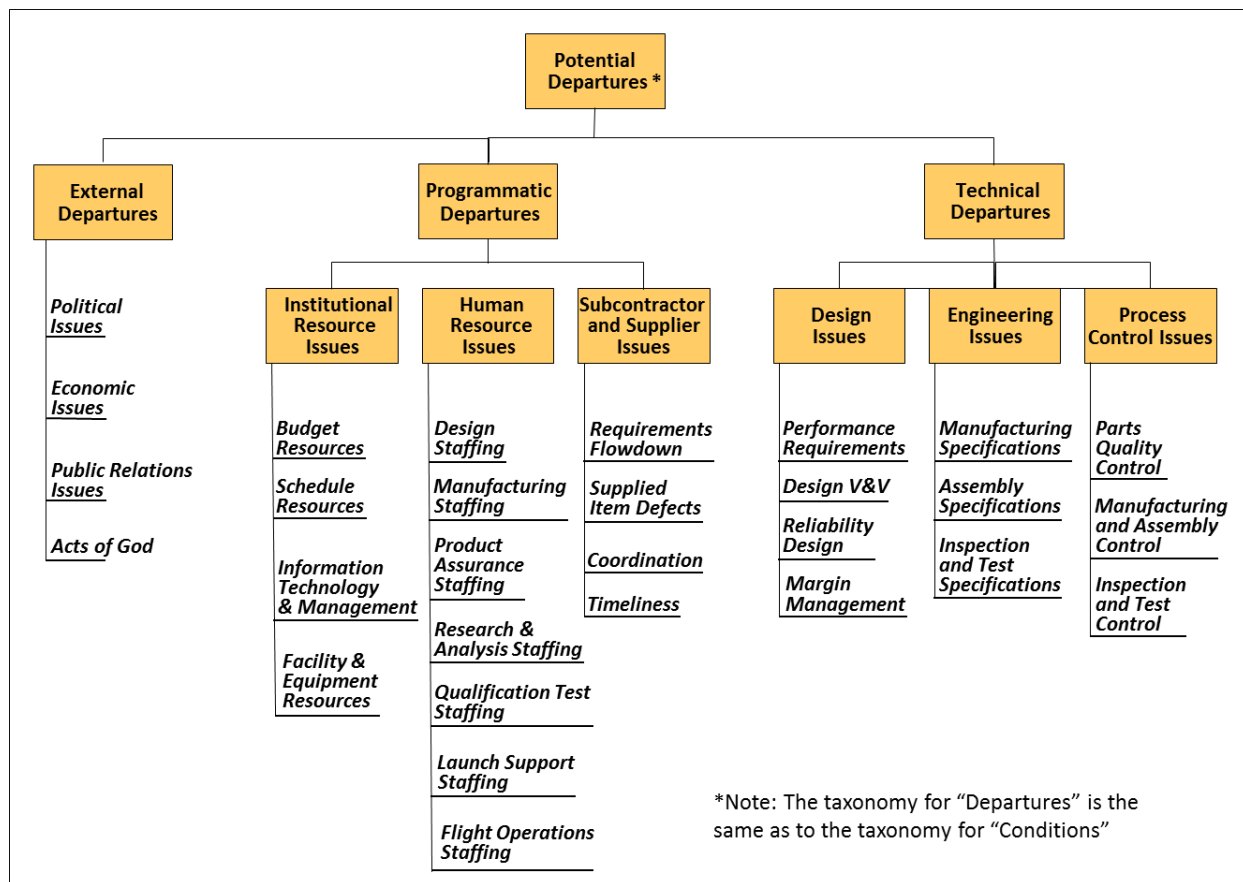 Potential
Departures *
External
Departures
Programmatic
Departures
Technical
Departures
Political
Issues
Economic
Issues
Public Relations
Issues
Acts of God
Institutional
Resource
Issues
Budget
Resources
Schedule
Resources
Information
Technology
& Management
Facility &
Equipment
Resources
Human
Resource
Issues
Design
Staffing
Manufacturing
Staffing
Product
Assurance
Staffing
Research &
Analysis Staffing
Qualification Test
Staffing
Launch Support
Staffing
Flight Operations
Staffing
Subcontractor
and Supplier
Issues
Requirements
Flowdown
Supplied
Item Defects
Coordination
Timeliness
Design
Issues
Performance
Requirements
Design V&V
Reliability
Design
Margin
Management
Engineering
Issues
Manufacturing
Specifications
Assembly
Specifications
Inspection
and Test
Specifications
Process
Control Issues
Parts
Quality
Control
Manufacturing
and Assembly
Control
Inspection
and Test
Control
*Note: The taxonomy for “Departures” is the
same as to the taxonomy for “Conditions”